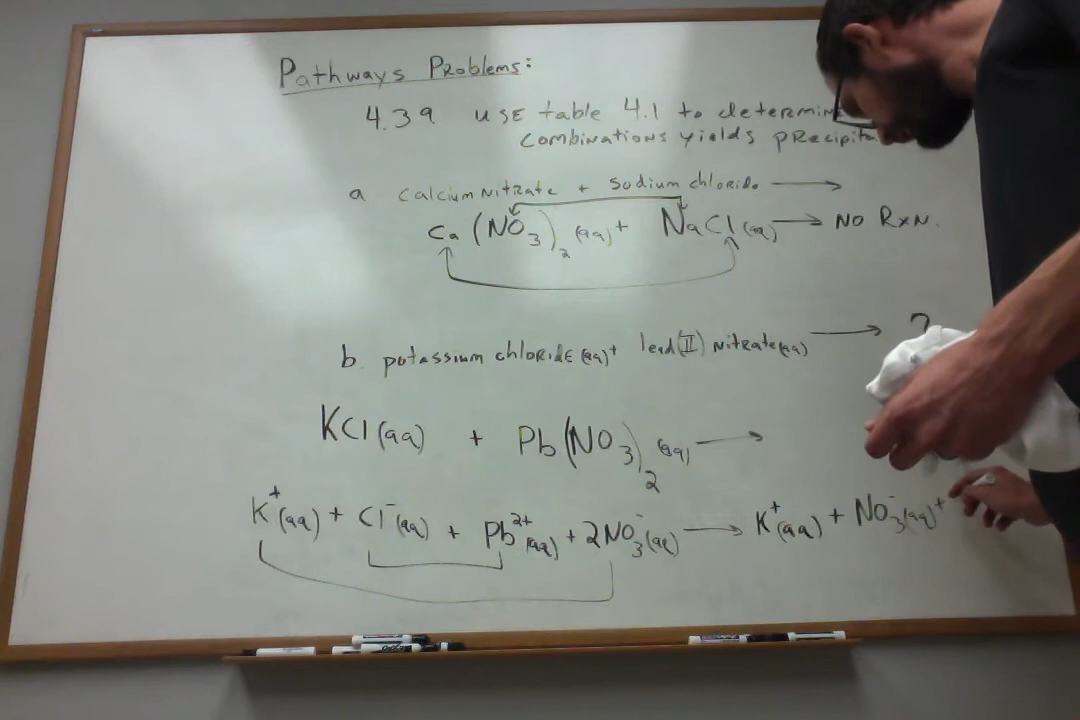 Pathways Problems:
4.39 USE table 4.1 to determin
combinations yields precipita
a calcium nitrate + sodium chloride →
Ca(NO₃)₂(aq) + NaCl(aq) → NO RxN.
b. potassium chloride(aq) + lead(II) Nitrate(aq) → ?
KCl(aq) + Pb(NO₃)₂(aq) →
K⁺(aq) + Cl⁻(aq) + Pb²⁺(aq) + 2NO₃⁻(aq) → K⁺(aq) + NO₃⁻(aq) +